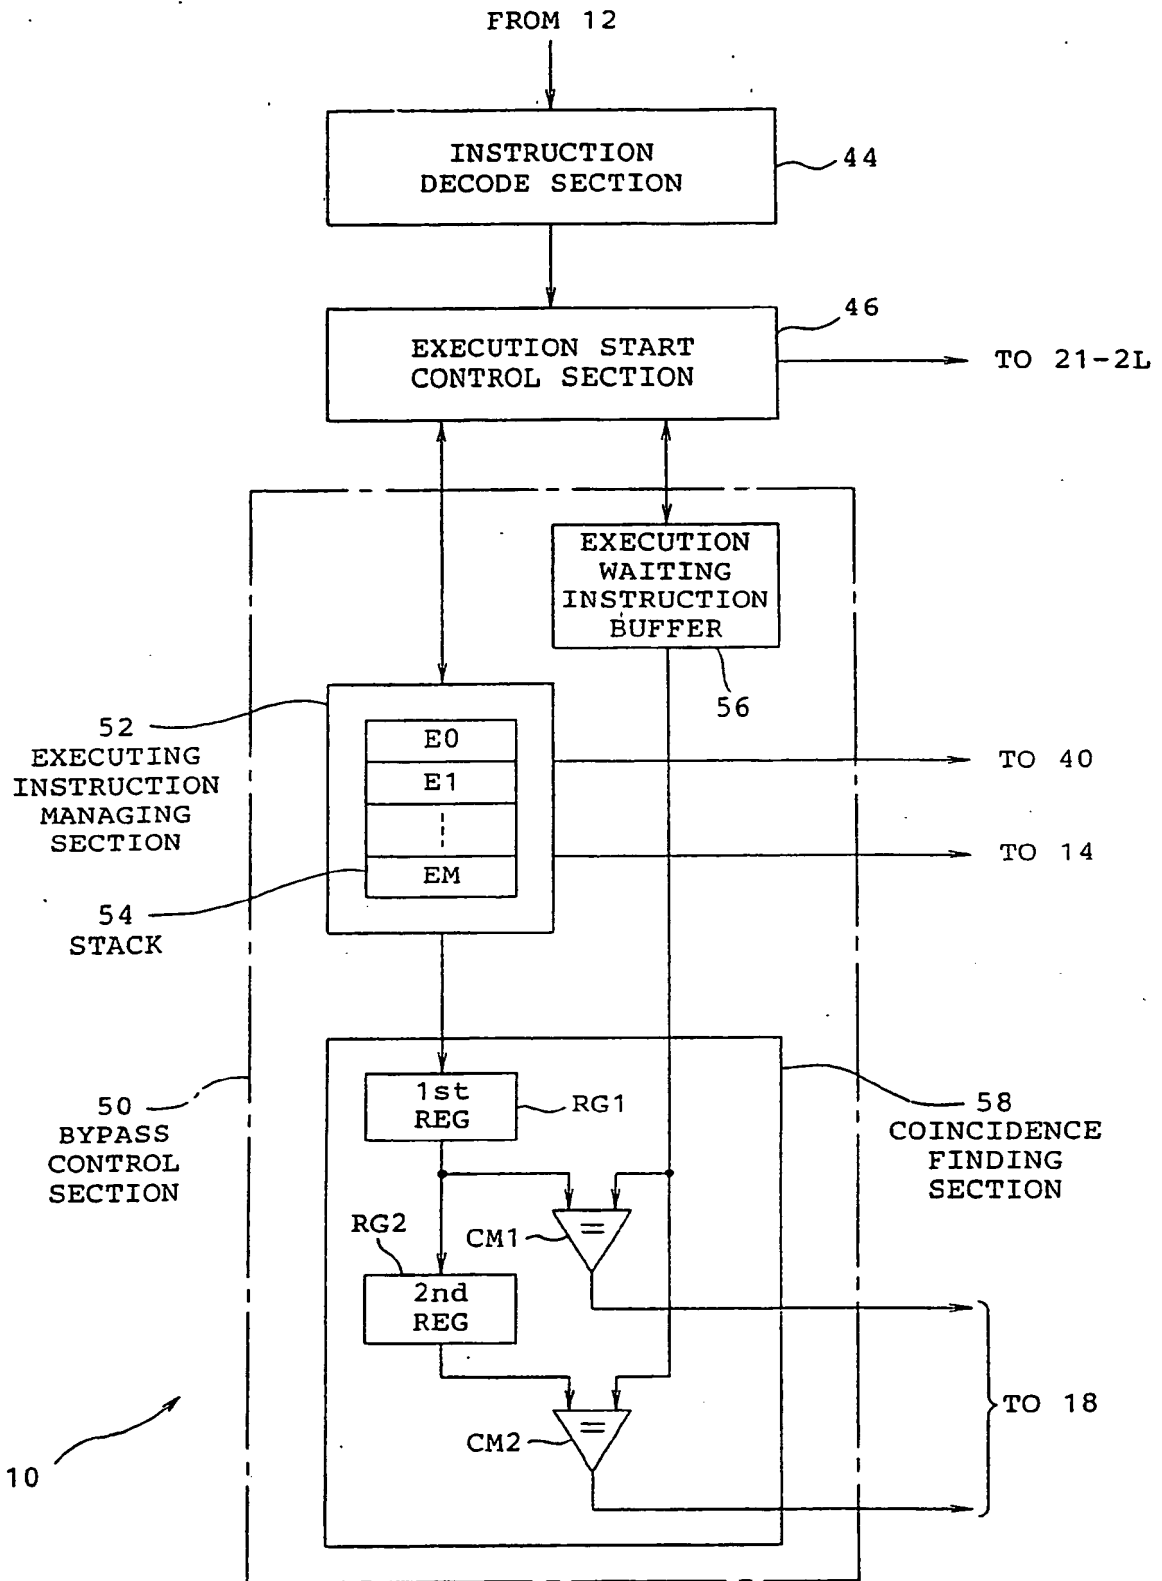 FROM 12
INSTRUCTION
DECODE SECTION
44
EXECUTION START
CONTROL SECTION
46
TO 21-2L
EXECUTION
WAITING
INSTRUCTION
BUFFER
56
52
EXECUTING
INSTRUCTION
MANAGING
SECTION
E0
E1
EM
TO 40
TO 14
54
STACK
50
BYPASS
CONTROL
SECTION
1st
REG
RG1
58
COINCIDENCE
FINDING
SECTION
RG2
CM1
=
2nd
REG
CM2
=
TO 18
10